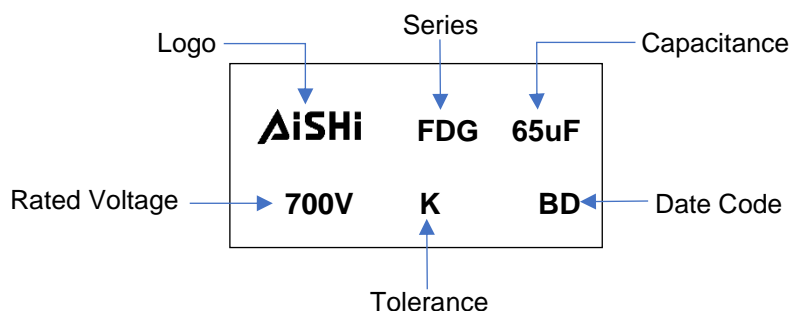 Series
Logo Capacitance
AiSHi FDG 65uF
Rated Voltage 700V K BD Date Code
Tolerance